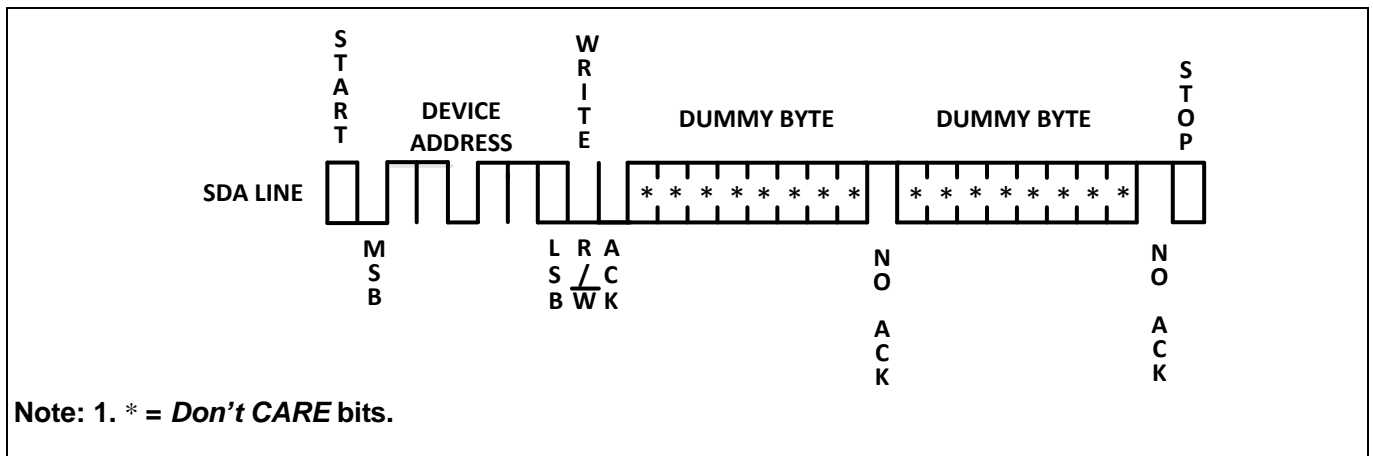 START
WRITE
STOP
DEVICE
ADDRESS
DUMMY BYTE
DUMMY BYTE
SDA LINE
* * * * * * * *
* * * * * * * *
MSB
LSB
R/W
ACK
NO ACK
NO ACK
Note: 1. * = Don't CARE bits.